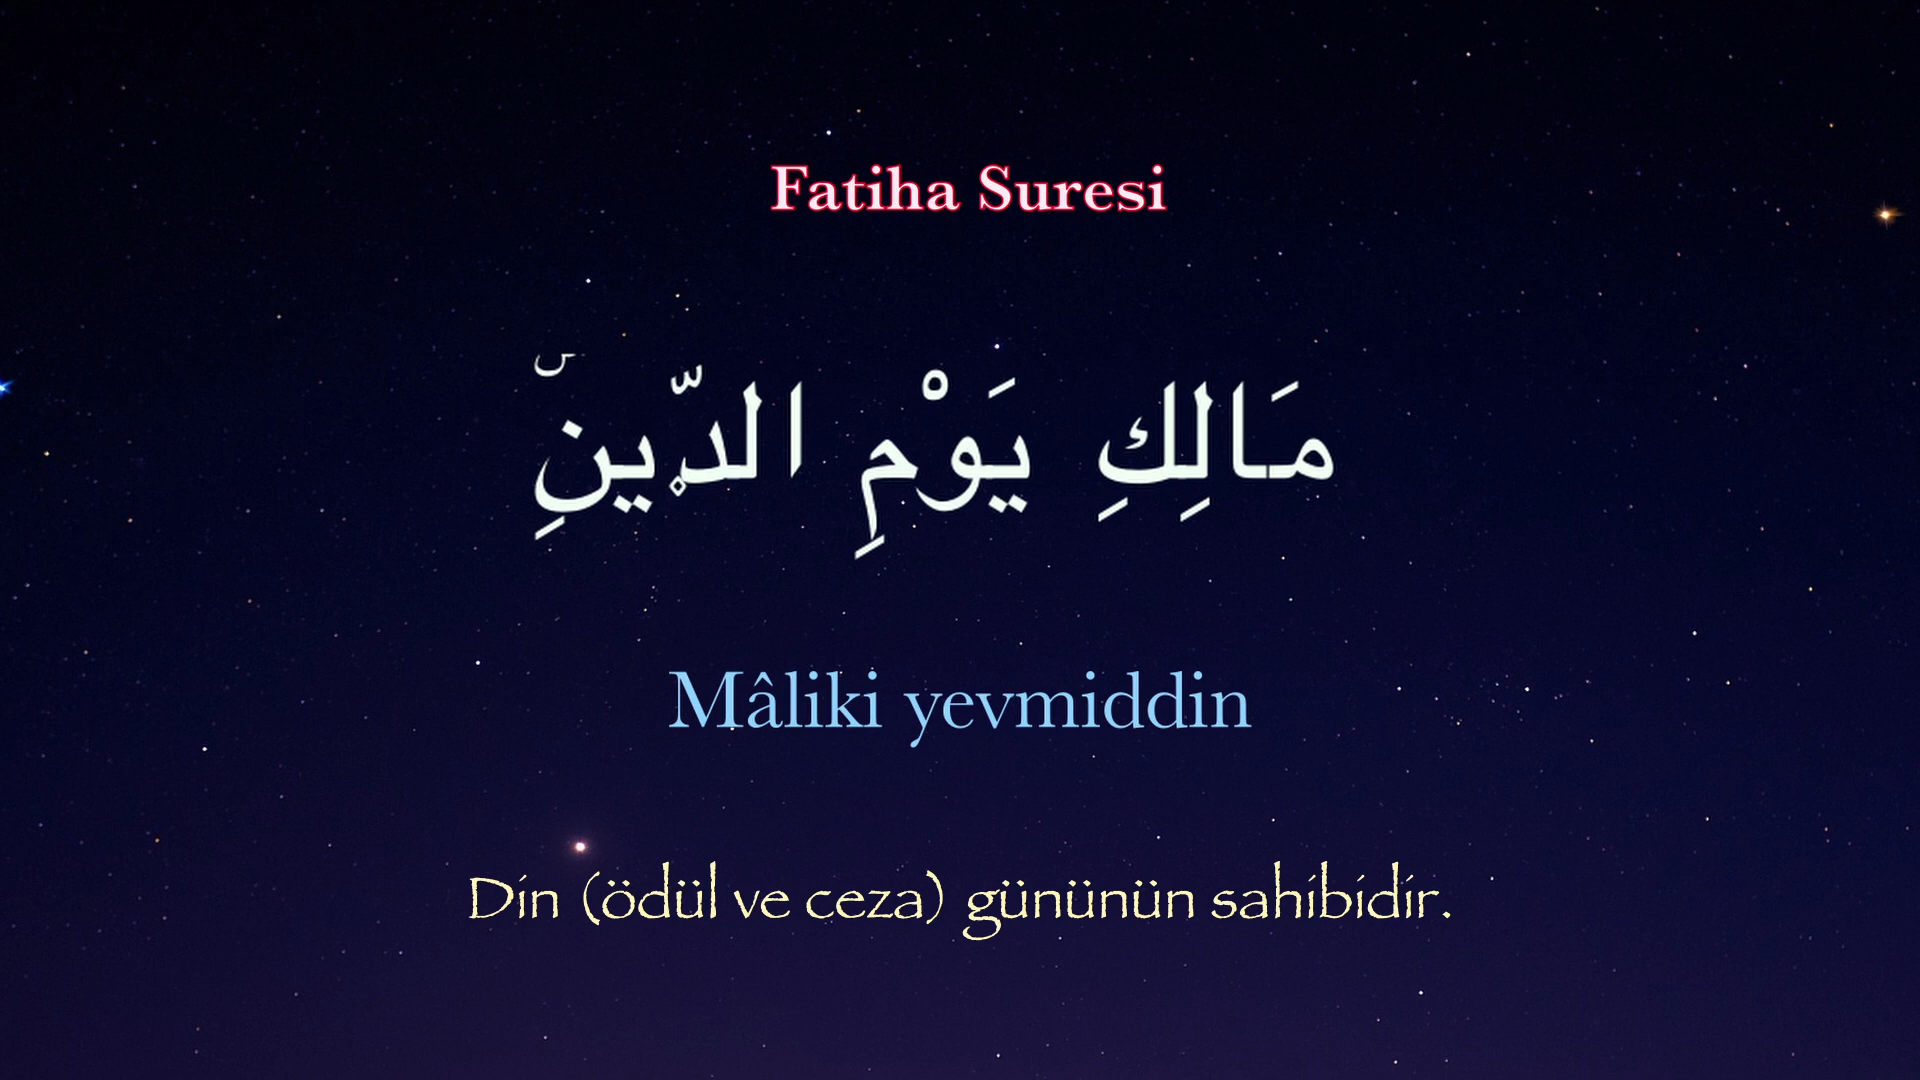 Fatiha Suresi
مَالِكِ يَوْمِ الدّ۪ينِۜ
Mâliki yevmiddin
Din (ödül ve ceza) gününün sahibidir.